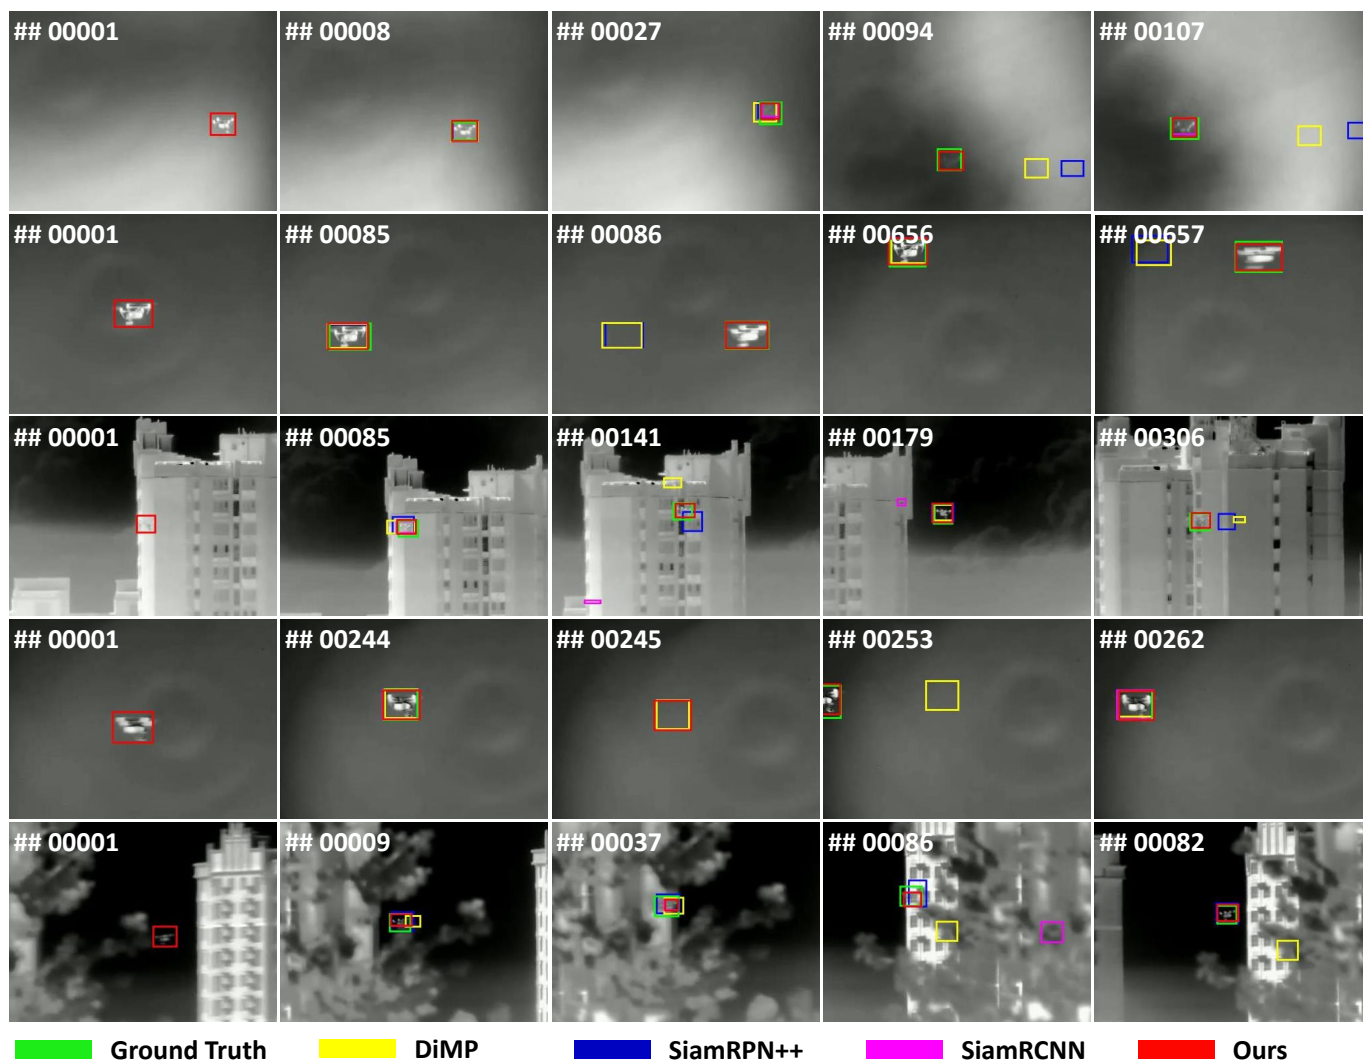 ## 00001 ## 00008 ## 00027 ## 00094 ## 00107
## 00001 ## 00085 ## 00086 ## 00656 ## 00657
## 00001 ## 00085 ## 00141 ## 00179 ## 00306
## 00001 ## 00244 ## 00245 ## 00253 ## 00262
## 00001 ## 00009 ## 00037 ## 00086 ## 00082
Ground Truth DiMP SiamRPN++ SiamRCNN Ours